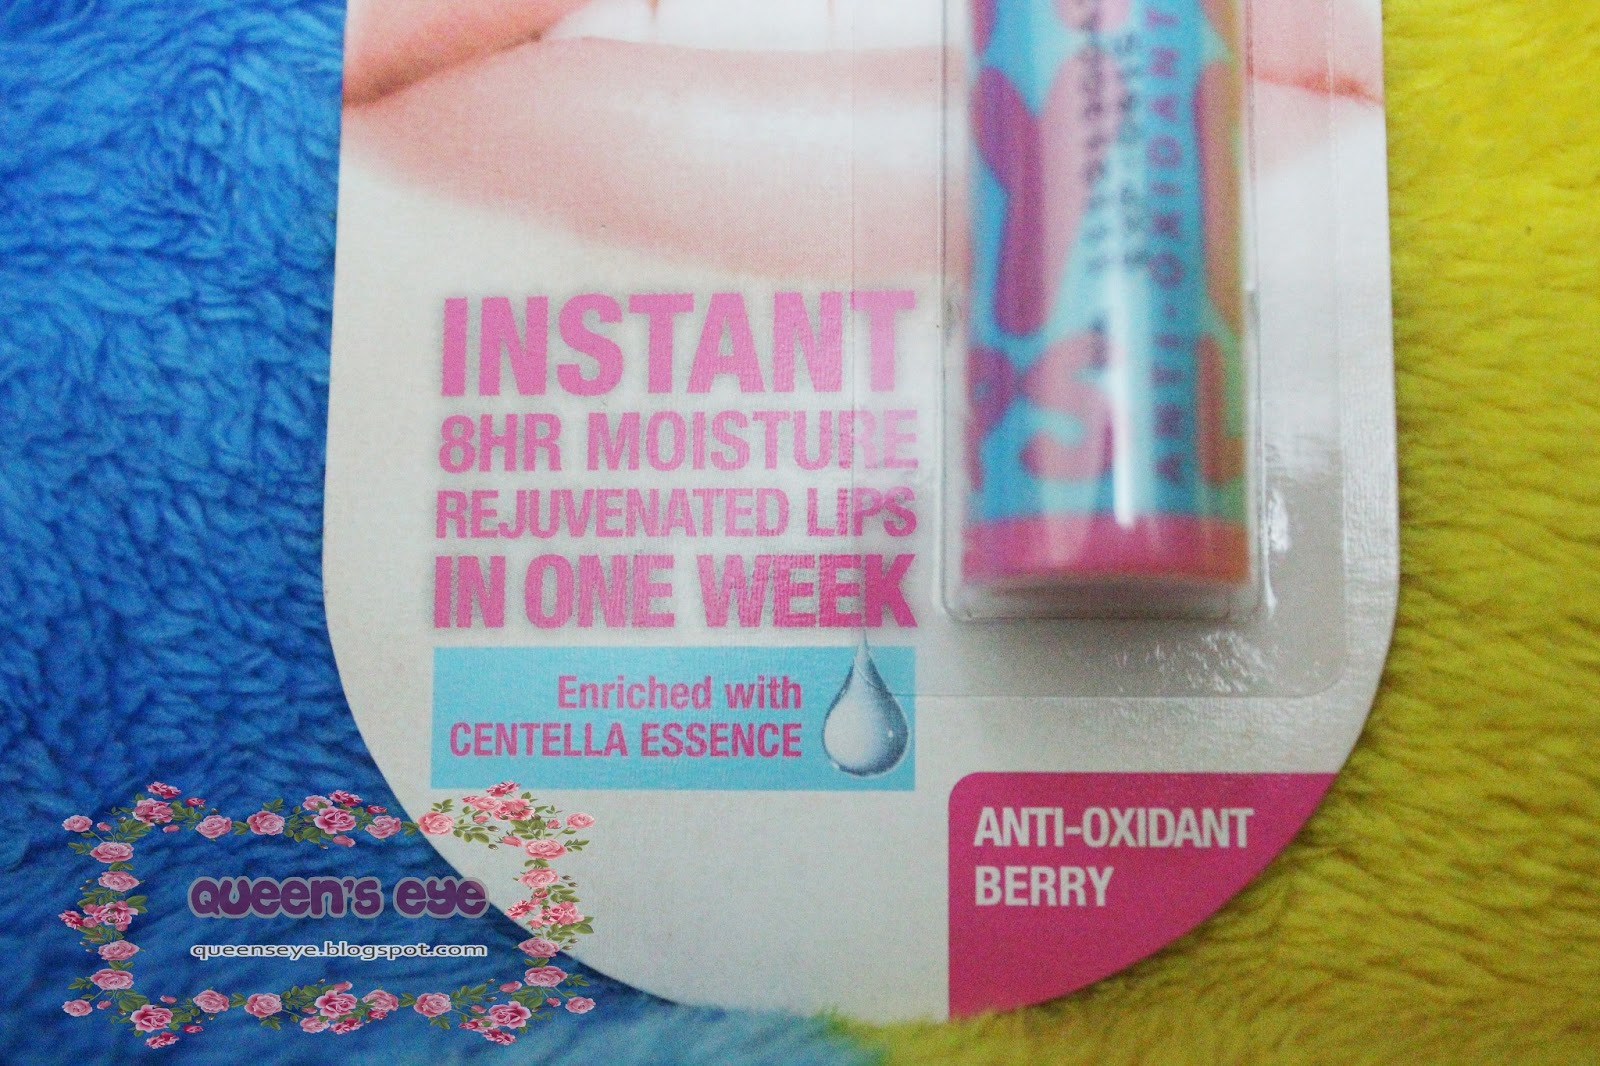 INSTANT
8HR MOISTURE
REJUVENATED LIPS
IN ONE WEEK
Enriched with
CENTELLA ESSENCE
ANTI-OXIDANT
BERRY
ANTI-OXIDANT
QUEEN'S EYE
queenseye.blogspot.com